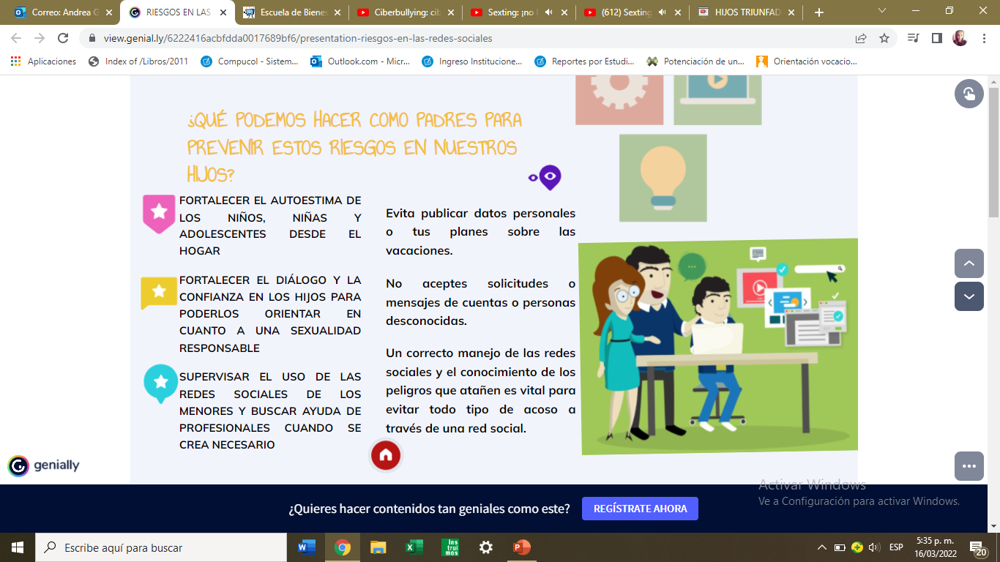 Correo: Andrea G
RIESGOS EN LAS
Escuela de Bienes
Ciberbullying: cib
Sexting: ¡no l
(612) Sexting
HIJOS TRIUNFAD
view.genial.ly/6222416acbfdda0017689bf6/presentation-riesgos-en-las-redes-sociales
Aplicaciones
Index of /Libros/2011
Compucol - Sistem...
Outlook.com - Micr...
Ingreso Institucione...
Reportes por Estudi...
Potenciación de un...
Orientación vocacio...
¿QUÉ PODEMOS HACER COMO PADRES PARA
PREVENIR ESTOS RIESGOS EN NUESTROS
HIJOS?
FORTALECER EL AUTOESTIMA DE
LOS NIÑOS, NIÑAS Y
ADOLESCENTES DESDE EL
HOGAR
FORTALECER EL DIÁLOGO Y LA
CONFIANZA EN LOS HIJOS PARA
PODERLOS ORIENTAR EN
CUANTO A UNA SEXUALIDAD
RESPONSABLE
SUPERVISAR EL USO DE LAS
REDES SOCIALES DE LOS
MENORES Y BUSCAR AYUDA DE
PROFESIONALES CUANDO SE
CREA NECESARIO
Evita publicar datos personales
o tus planes sobre las
vacaciones.
No aceptes solicitudes o
mensajes de cuentas o personas
desconocidas.
Un correcto manejo de las redes
sociales y el conocimiento de los
peligros que atañen es vital para
evitar todo tipo de acoso a
través de una red social.
genially
Activar Windows
Ve a Configuración para activar Windows.
¿Quieres hacer contenidos tan geniales como este?
REGÍSTRATE AHORA
Escribe aquí para buscar
Ins
trui
mos
ESP
5:35 p. m.
16/03/2022
20